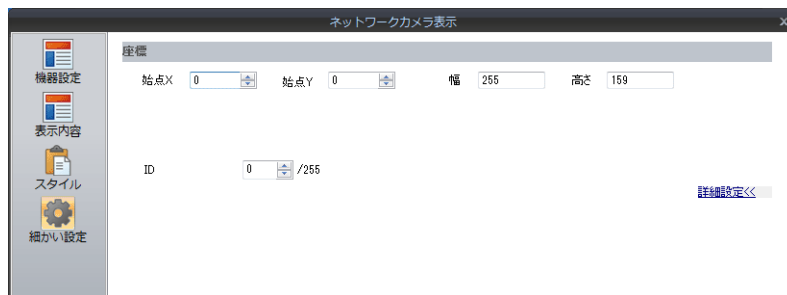 ネットワークカメラ表示
X
機器設定
表示内容
スタイル
細かい設定
座標
始点X 0 始点Y 0 幅 255 高さ 159
ID 0 /255
詳細設定<<